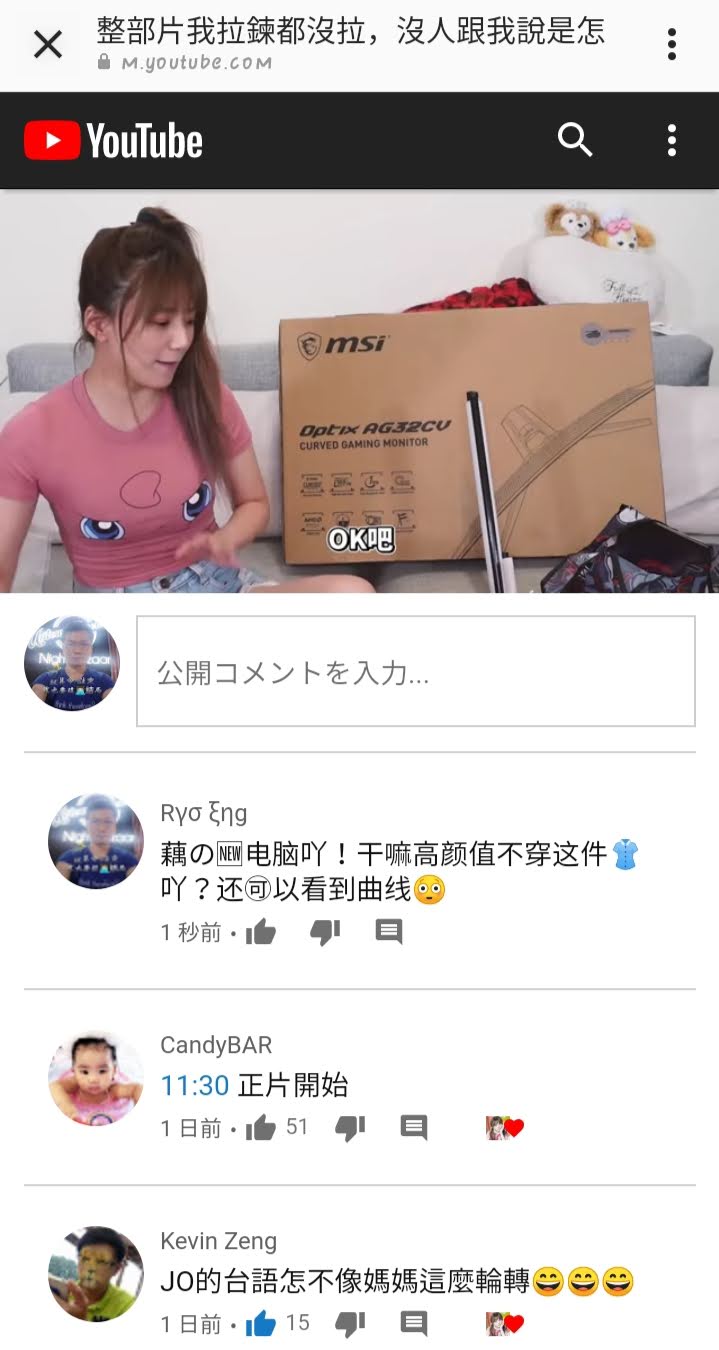 整部片我拉鍊都沒拉，沒人跟我說是怎
m.youtube.com
YouTube
msi
Optix AG32CV
CURVED GAMING MONITOR
OK吧
公開コメントを入力...
Rγσ ξηg
藕の🆕电脑吖！干嘛高颜值不穿这件👕
吖？还🉑以看到曲线😳
1 秒前
CandyBAR
11:30 正片開始
1 日前 · 51
Kevin Zeng
JO的台語怎不像媽媽這麼輪轉😄😄😄
1 日前 · 15